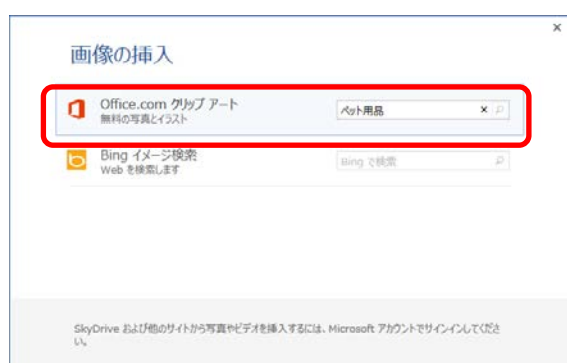 画像の挿入
Office.com クリップ アート
無料の写真とイラスト
ペット用品
Bing イメージ検索
Web を検索します
Bing で検索
SkyDrive および他のサイトから写真やビデオを挿入するには、Microsoft アカウントでサインインしてくださ
い。